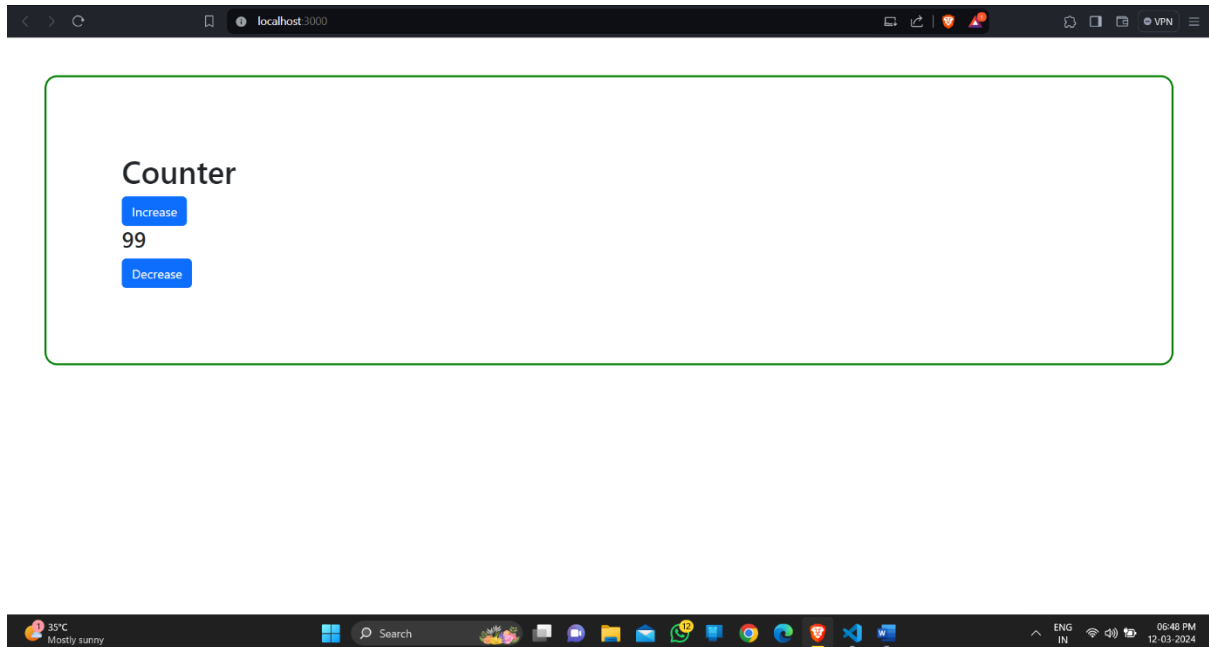 localhost:3000
VPN
Counter
Increase
99
Decrease
1
35°C
Mostly sunny
Search
12
ENG
IN
06:48 PM
12-03-2024